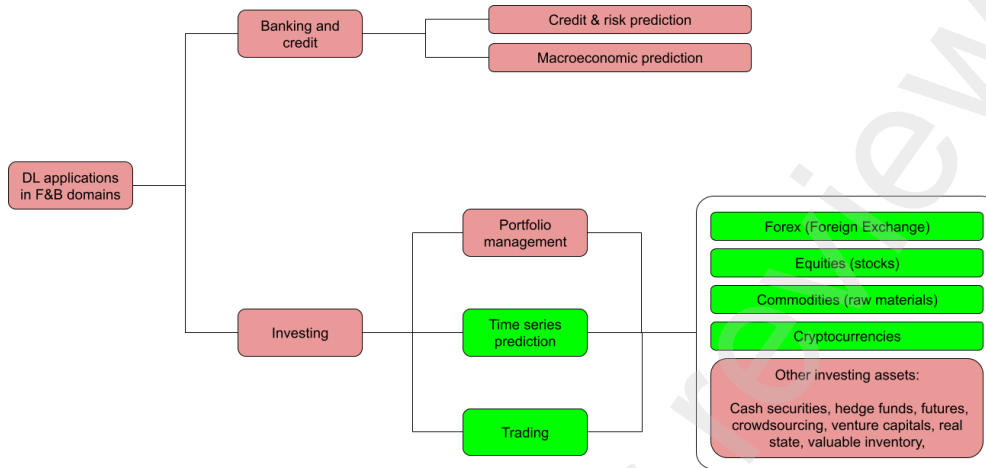 Banking and
credit
Credit & risk prediction
Macroeconomic prediction
DL applications
in F&B domains
Investing
Portfolio
management
Time series
prediction
Trading
Forex (Foreign Exchange)
Equities (stocks)
Commodities (raw materials)
Cryptocurrencies
Other investing assets:
Cash securities, hedge funds, futures,
crowdsourcing, venture capitals, real
state, valuable inventory,
review